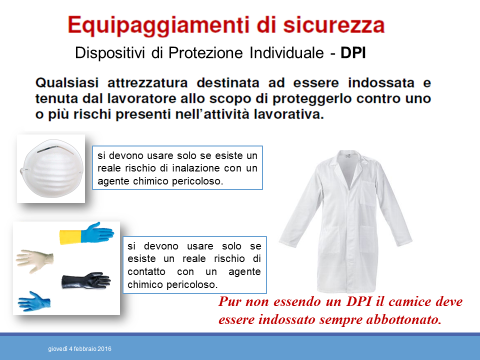 Equipaggiamenti di sicurezza
Dispositivi di Protezione Individuale - DPI
Qualsiasi attrezzatura destinata ad essere indossata e
tenuta dal lavoratore allo scopo di proteggerlo contro uno
o più rischi presenti nell'attività lavorativa.
si devono usare solo se esiste un
reale rischio di inalazione con un
agente chimico pericoloso.
si devono usare solo se
esiste un reale rischio di
contatto con un agente
chimico pericoloso.
Pur non essendo un DPI il camice deve
essere indossato sempre abbottonato.
giovedì 4 febbraio 2016